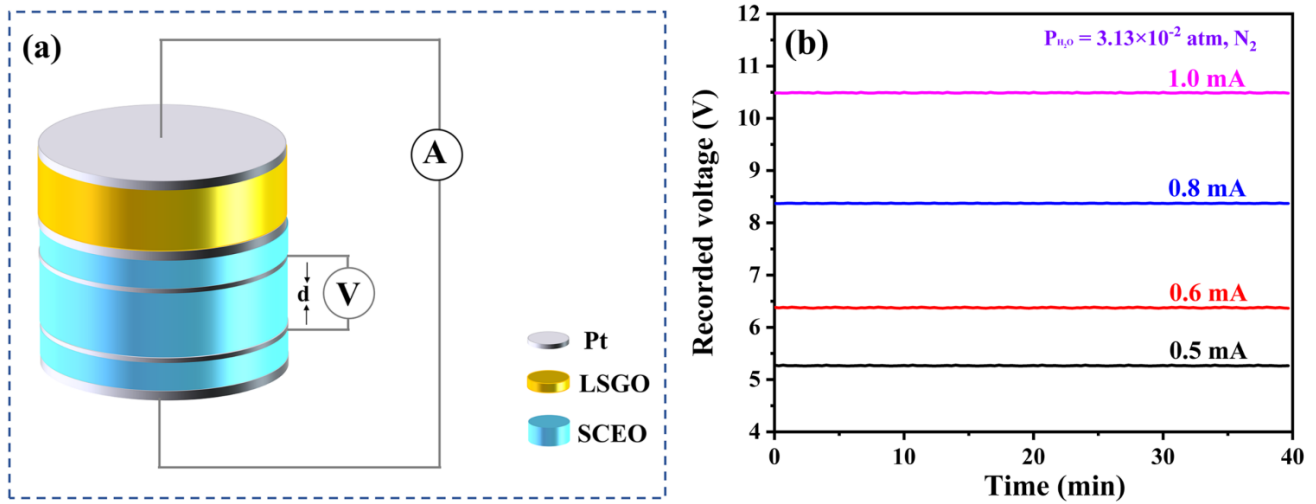 (a)
A
V
d
Pt
LSGO
SCEO
(b)
P_{H₂O} = 3.13×10⁻² atm, N₂
1.0 mA
0.8 mA
0.6 mA
0.5 mA
Recorded voltage (V)
12
11
10
9
8
7
6
5
4
0
10
20
30
40
Time (min)